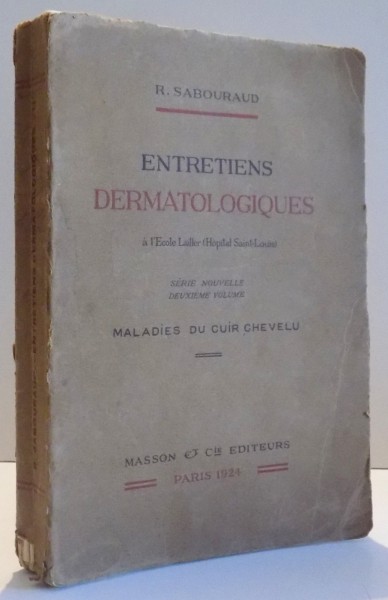 R. SABOURAUD
ENTRETIENS
DERMATOLOGIQUES
à l'Ecole Lailler (Hôpital Saint-Louis)
SÉRIE NOUVELLE
DEUXIÈME VOLUME
MALADIES DU CUIR CHEVELU
MASSON & Cie EDITEURS
PARIS 1924